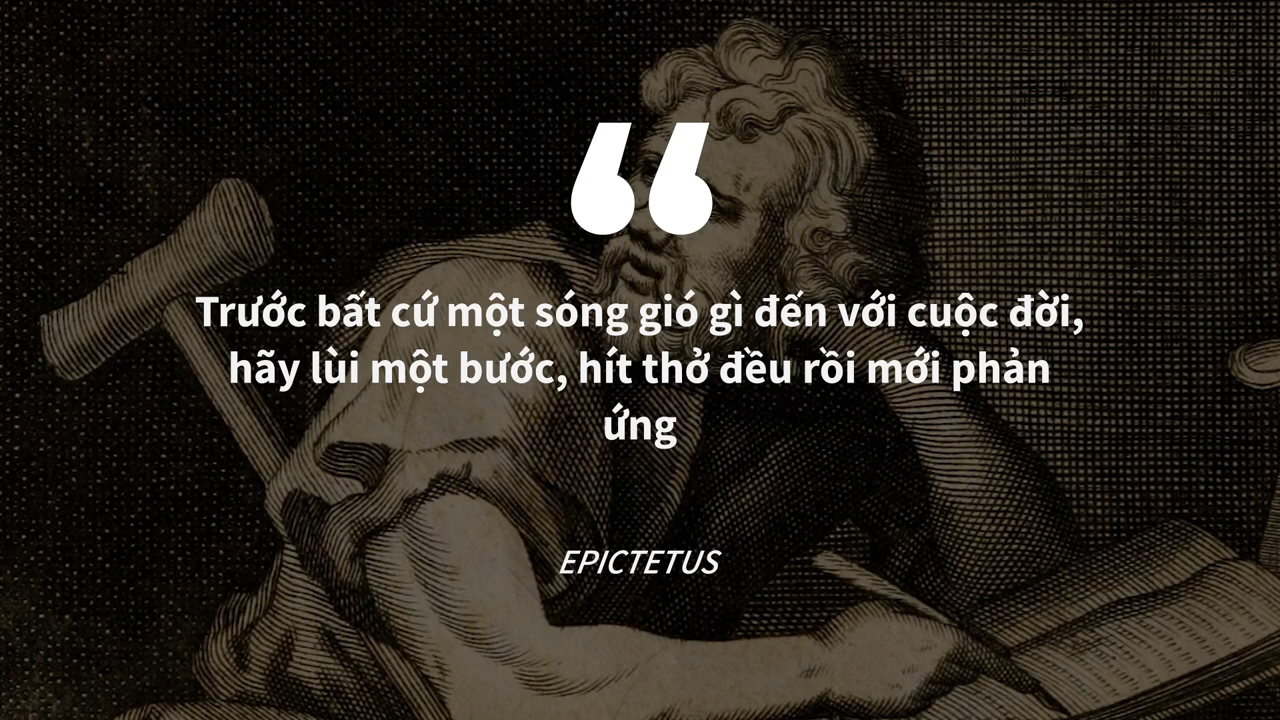 “
Trước bất cứ một sóng gió gì đến với cuộc đời,
hãy lùi một bước, hít thở đều rồi mới phản
ứng
EPICTETUS